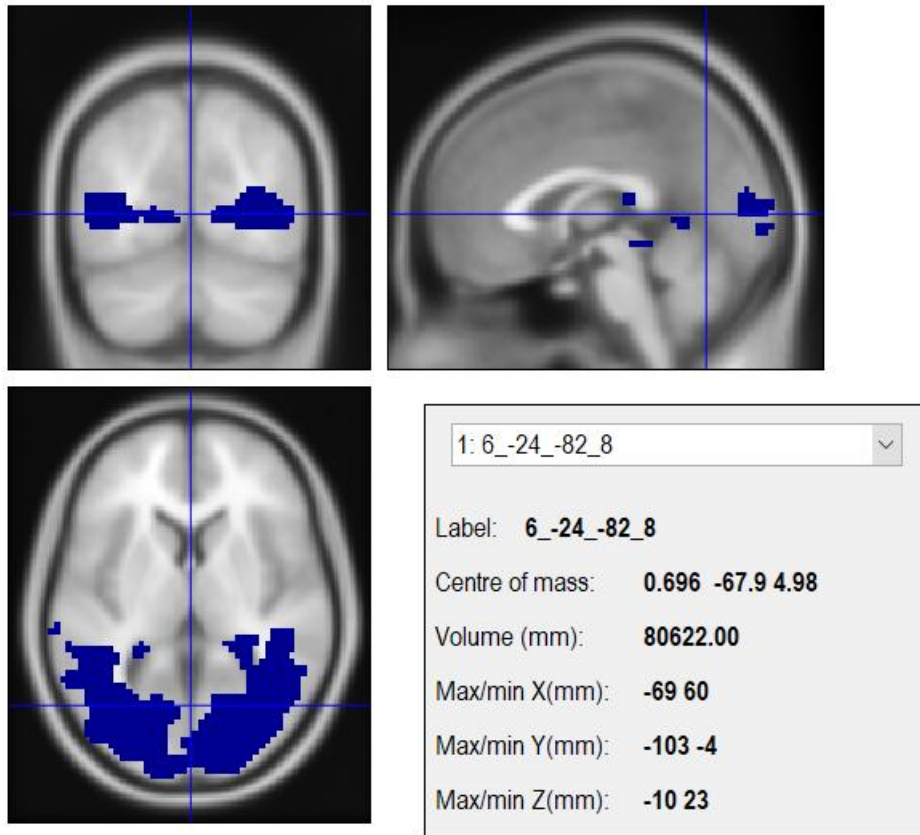 1: 6_-24_-82_8
Label: 6_-24_-82_8
Centre of mass: 0.696 -67.9 4.98
Volume (mm): 80622.00
Max/min X(mm): -69 60
Max/min Y(mm): -103 -4
Max/min Z(mm): -10 23